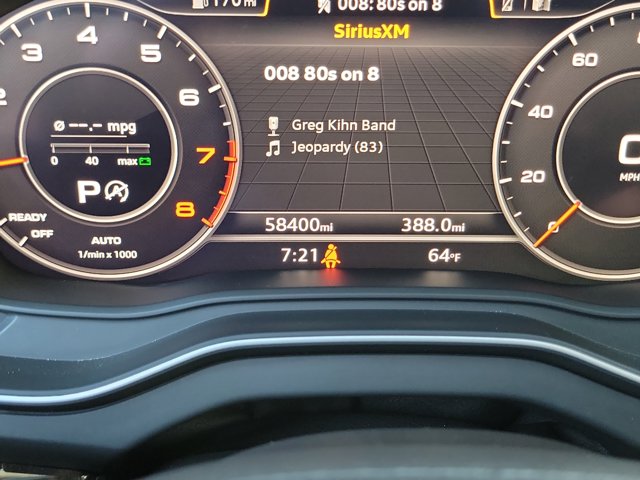 170 mi
008: 80s on 8
SiriusXM
008 80s on 8
Greg Kihn Band
Jeopardy (83)
58400mi
388.0mi
7:21
64°F
2
3
4
5
6
7
8
Ø --.- mpg
0
40
max
P
A
READY
OFF
AUTO
1/min x 1000
60
40
20
0
MPH